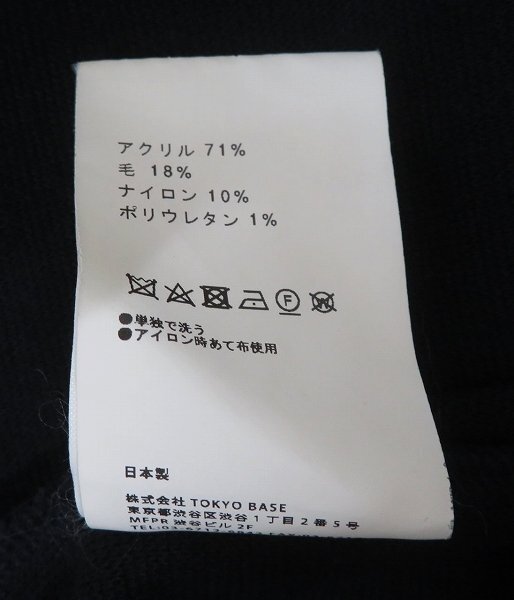 アクリル 71%
毛 18%
ナイロン 10%
ポリウレタン 1%
F
W
●単独で洗う
●アイロン時あて布使用
日本製
株式会社 TOKYO BASE
東京都渋谷区渋谷1丁目2番5号
MFPR 渋谷ビル 2F
TEL:03-6712-